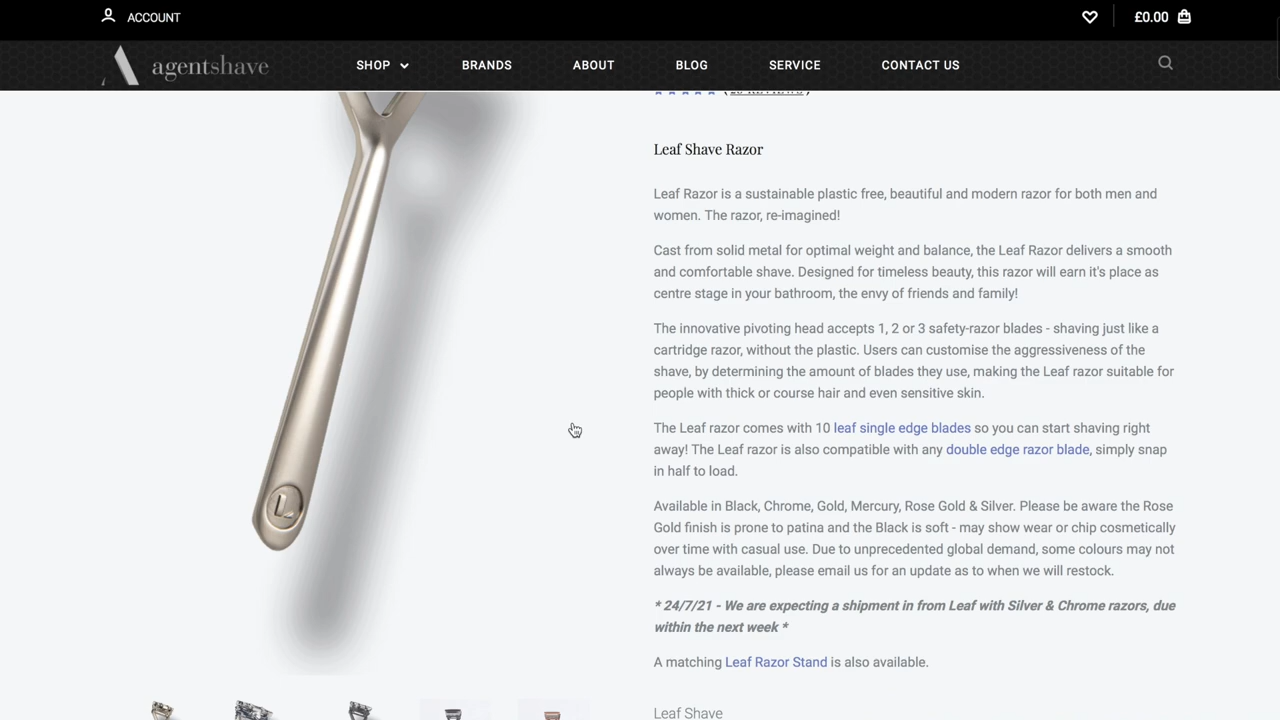 ACCOUNT
£0.00
agentshave
SHOP
BRANDS
ABOUT
BLOG
SERVICE
CONTACT US
Leaf Shave Razor
Leaf Razor is a sustainable plastic free, beautiful and modern razor for both men and
women. The razor, re-imagined!
Cast from solid metal for optimal weight and balance, the Leaf Razor delivers a smooth
and comfortable shave. Designed for timeless beauty, this razor will earn it's place as
centre stage in your bathroom, the envy of friends and family!
The innovative pivoting head accepts 1, 2 or 3 safety-razor blades - shaving just like a
cartridge razor, without the plastic. Users can customise the aggressiveness of the
shave, by determining the amount of blades they use, making the Leaf razor suitable for
people with thick or course hair and even sensitive skin.
The Leaf razor comes with 10 leaf single edge blades so you can start shaving right
away! The Leaf razor is also compatible with any double edge razor blade, simply snap
in half to load.
Available in Black, Chrome, Gold, Mercury, Rose Gold & Silver. Please be aware the Rose
Gold finish is prone to patina and the Black is soft - may show wear or chip cosmetically
over time with casual use. Due to unprecedented global demand, some colours may not
always be available, please email us for an update as to when we will restock.
* 24/7/21 - We are expecting a shipment in from Leaf with Silver & Chrome razors, due
within the next week *
A matching Leaf Razor Stand is also available.
Leaf Shave
L